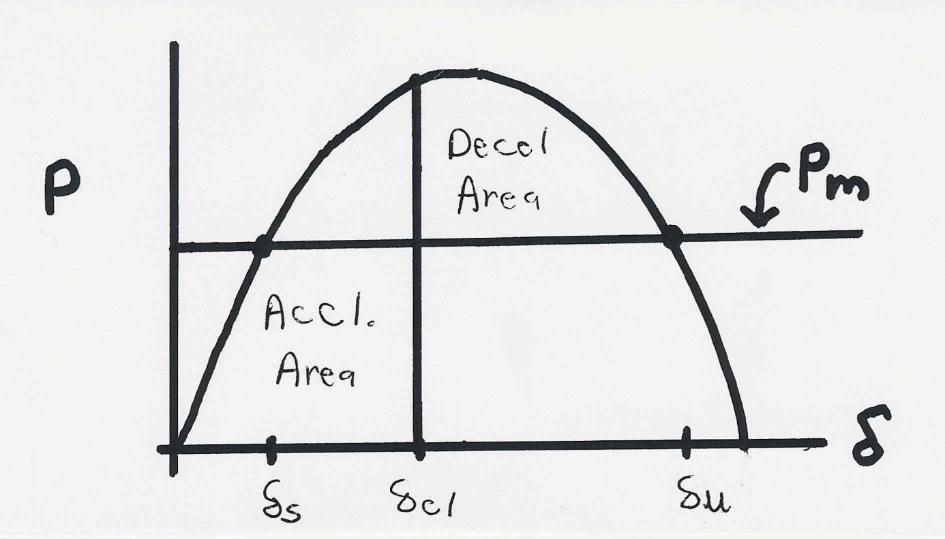 Decel
Area
P
Pm
Accl.
Area
δ
δs
δcl
δu